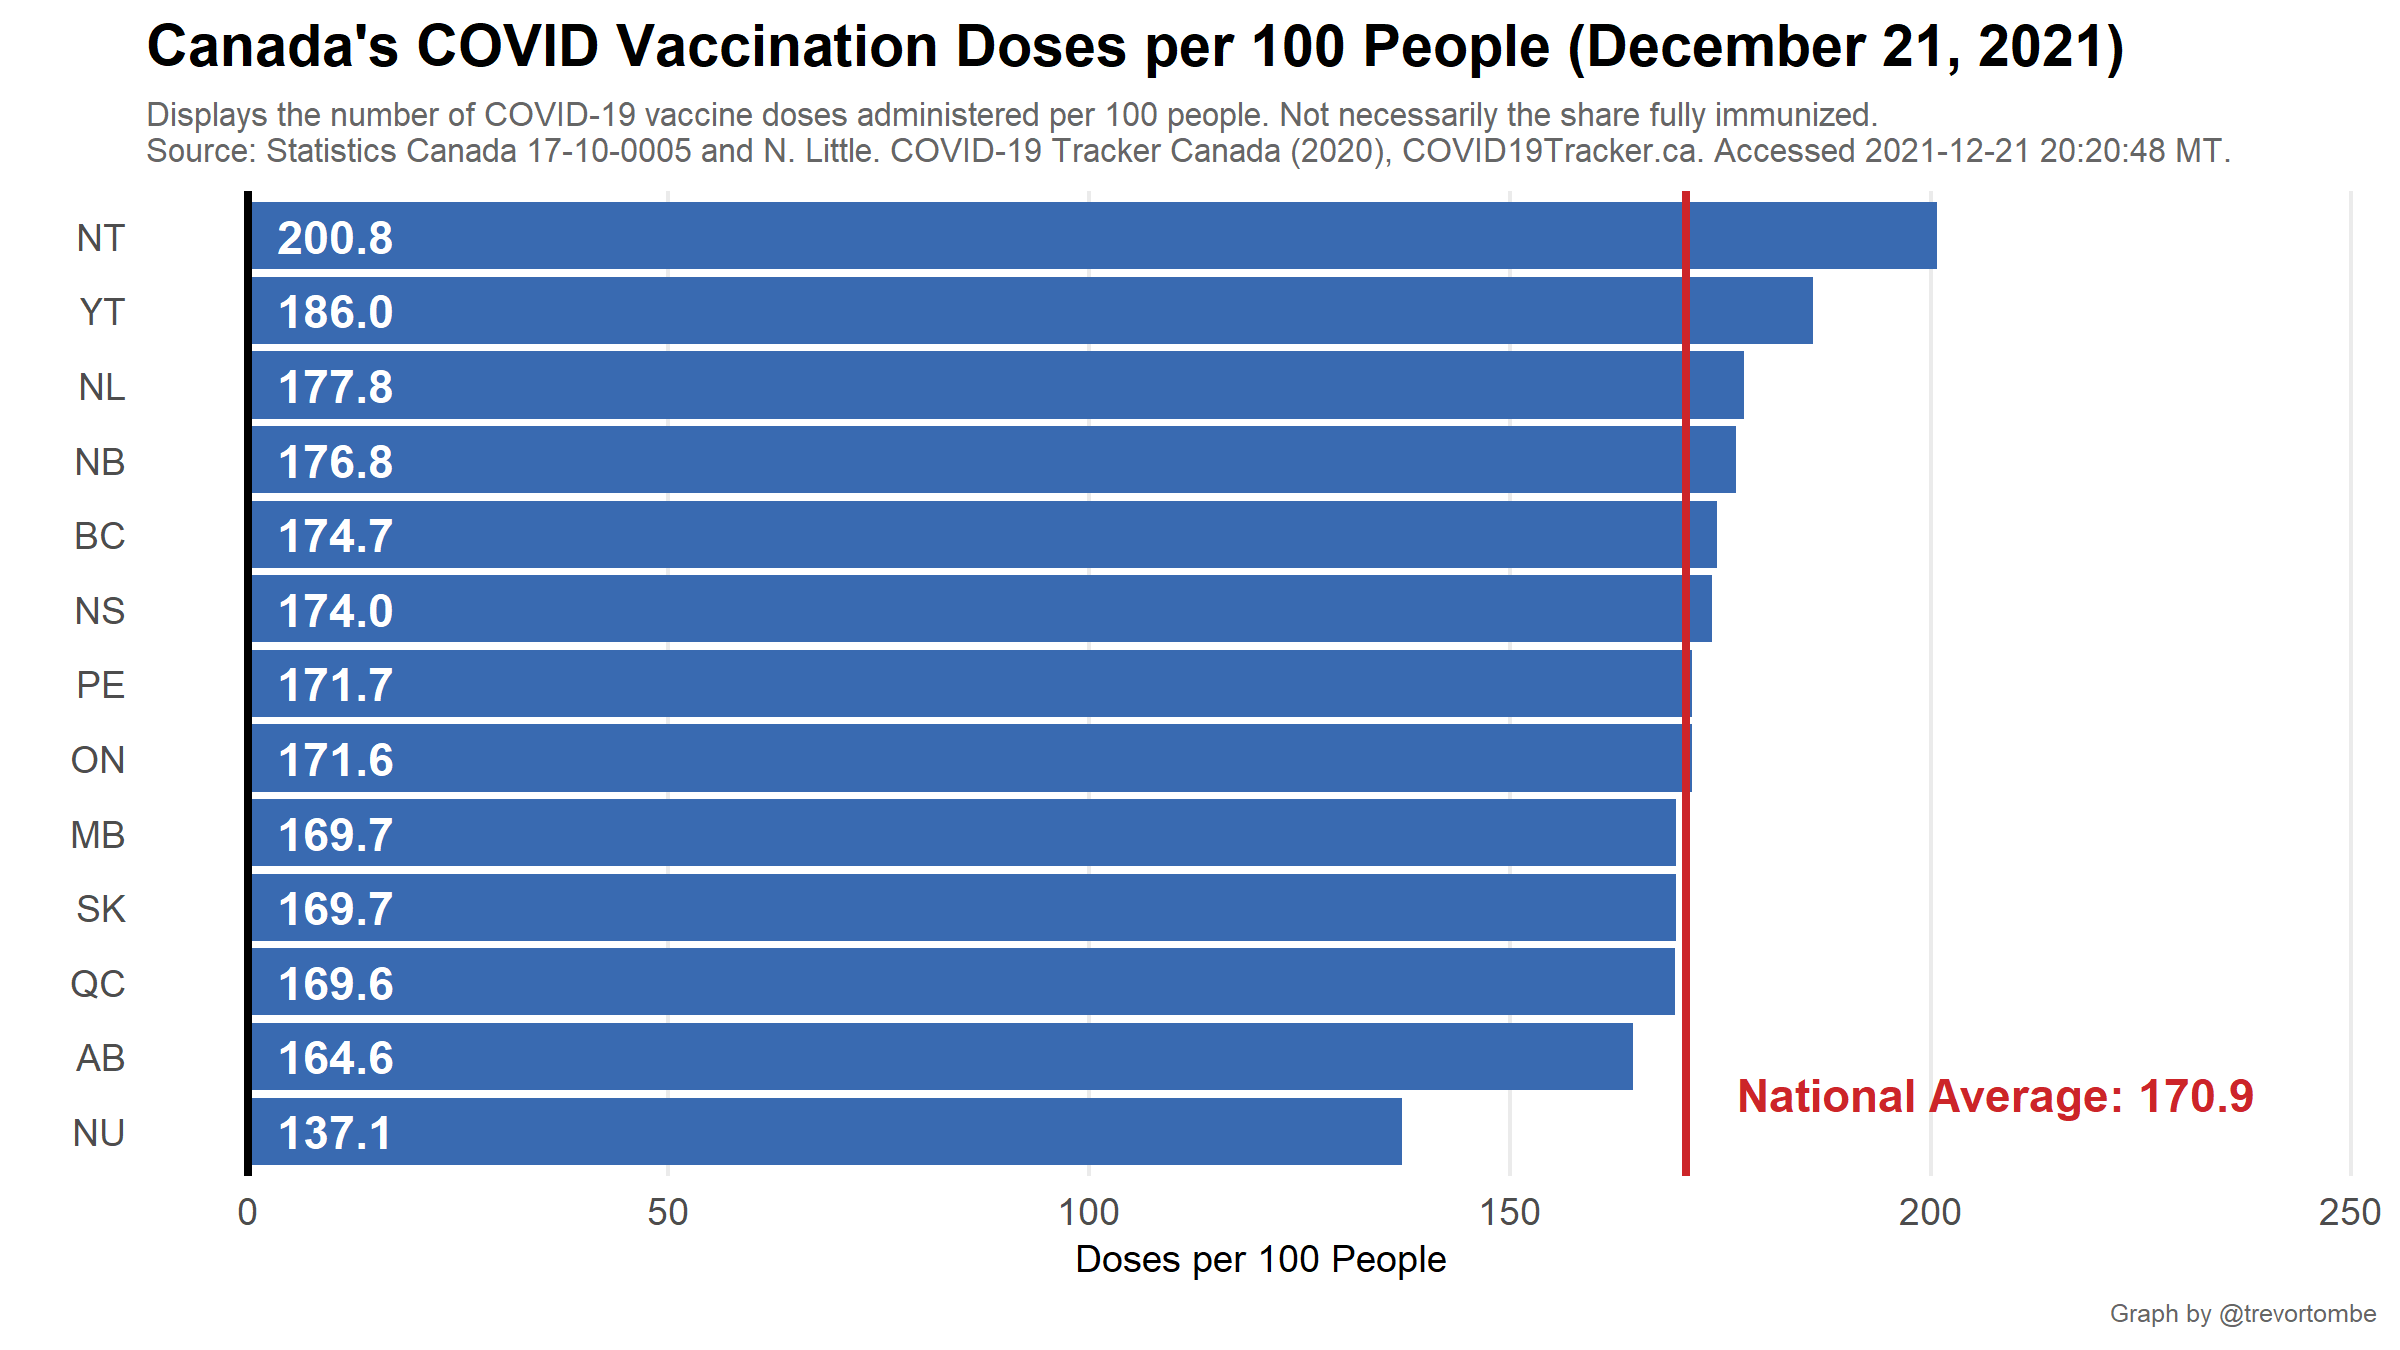 Canada's COVID Vaccination Doses per 100 People (December 21, 2021)
Displays the number of COVID-19 vaccine doses administered per 100 people. Not necessarily the share fully immunized.
Source: Statistics Canada 17-10-0005 and N. Little. COVID-19 Tracker Canada (2020), COVID19Tracker.ca. Accessed 2021-12-21 20:20:48 MT.
NT 200.8
YT 186.0
NL 177.8
NB 176.8
BC 174.7
NS 174.0
PE 171.7
ON 171.6
MB 169.7
SK 169.7
QC 169.6
AB 164.6
National Average: 170.9
NU 137.1
0 50 100 150 200 250
Doses per 100 People
Graph by @trevortombe